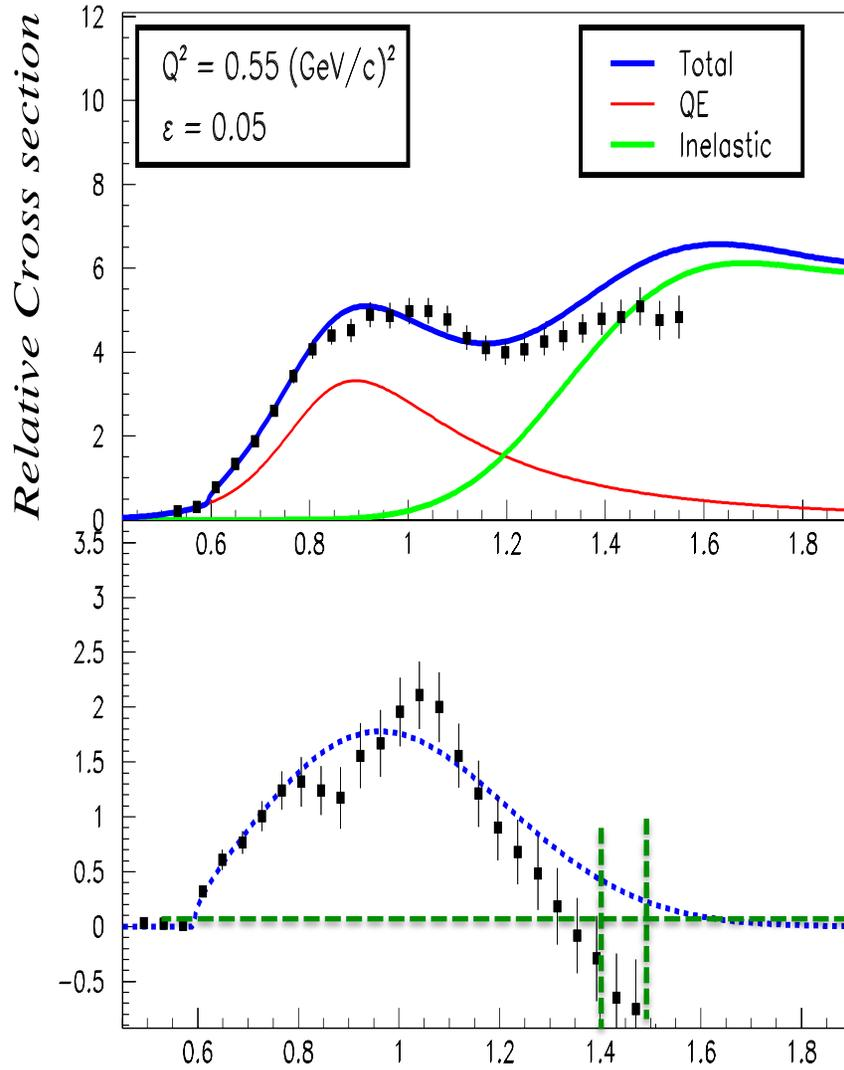 Relative Cross section
12
10
8
6
4
2
0
Q² = 0.55 (GeV/c)²
ε = 0.05
Total
QE
Inelastic
0.6 0.8 1 1.2 1.4 1.6 1.8
3.5
3
2.5
2
1.5
1
0.5
0
−0.5
0.6 0.8 1 1.2 1.4 1.6 1.8